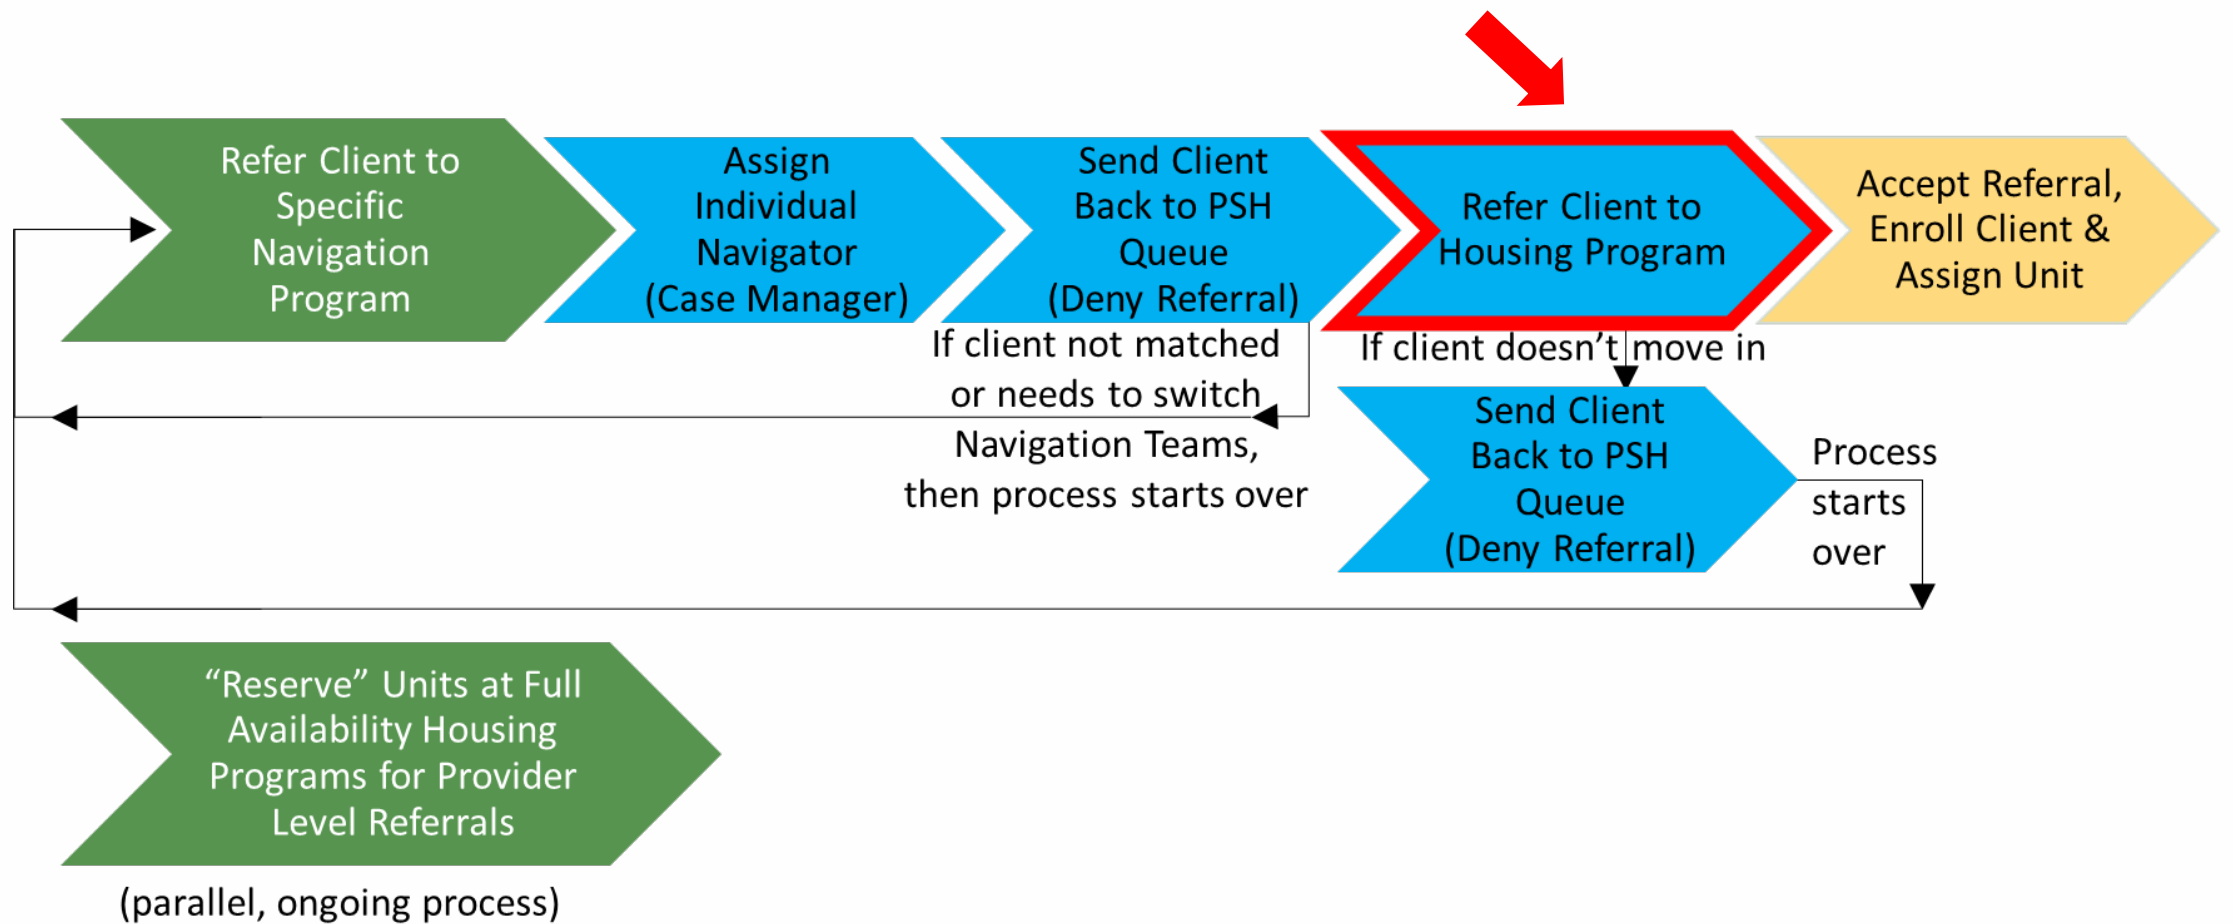 Refer Client to
Specific
Navigation
Program
Assign
Individual
Navigator
(Case Manager)
Send Client
Back to PSH
Queue
(Deny Referral)
Refer Client to
Housing Program
Accept Referral,
Enroll Client &
Assign Unit
If client not matched
or needs to switch
Navigation Teams,
then process starts over
If client doesn’t move in
Send Client
Back to PSH
Queue
(Deny Referral)
Process
starts
over
“Reserve” Units at Full
Availability Housing
Programs for Provider
Level Referrals
(parallel, ongoing process)